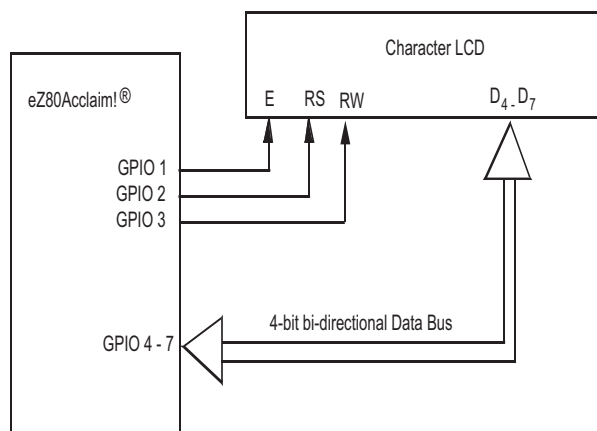 Character LCD
eZ80Acclaim!®
E RS RW D4 - D7
GPIO 1
GPIO 2
GPIO 3
4-bit bi-directional Data Bus
GPIO 4 - 7